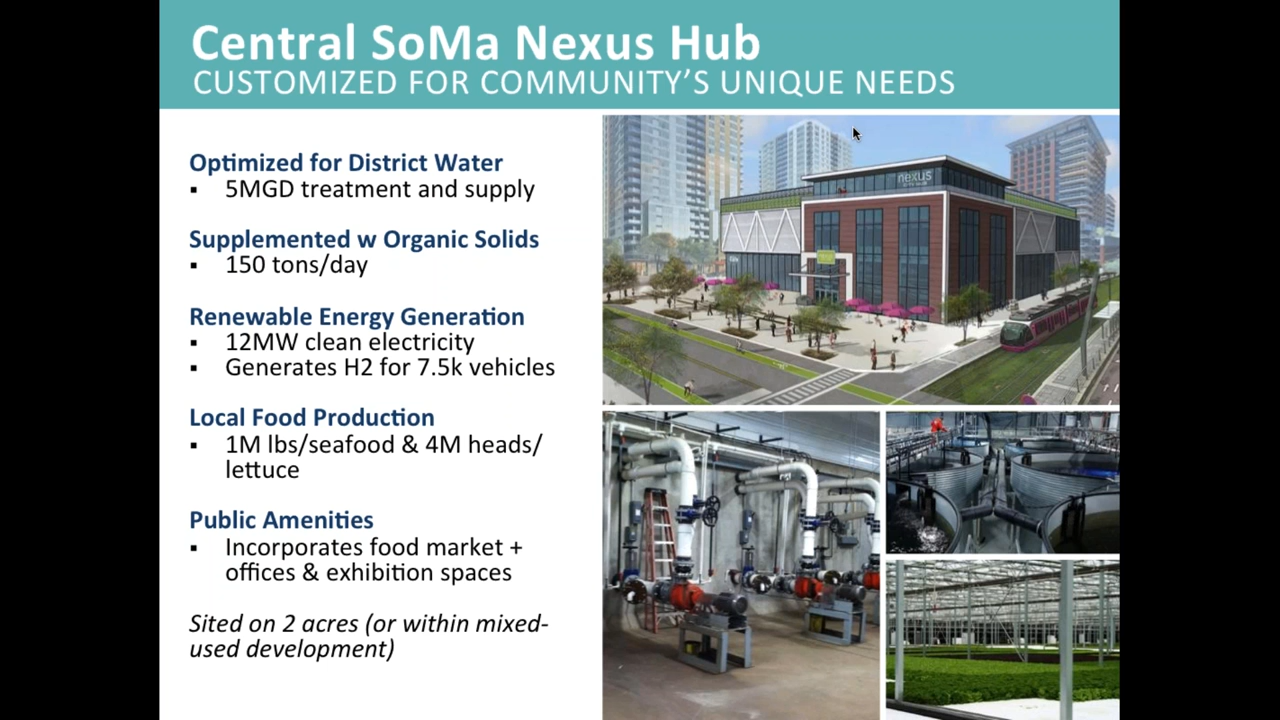 Central SoMa Nexus Hub
CUSTOMIZED FOR COMMUNITY'S UNIQUE NEEDS
Optimized for District Water
▪ 5MGD treatment and supply
Supplemented w Organic Solids
▪ 150 tons/day
Renewable Energy Generation
▪ 12MW clean electricity
▪ Generates H2 for 7.5k vehicles
Local Food Production
▪ 1M lbs/seafood & 4M heads/
lettuce
Public Amenities
▪ Incorporates food market +
offices & exhibition spaces
Sited on 2 acres (or within mixed-
used development)
nexus